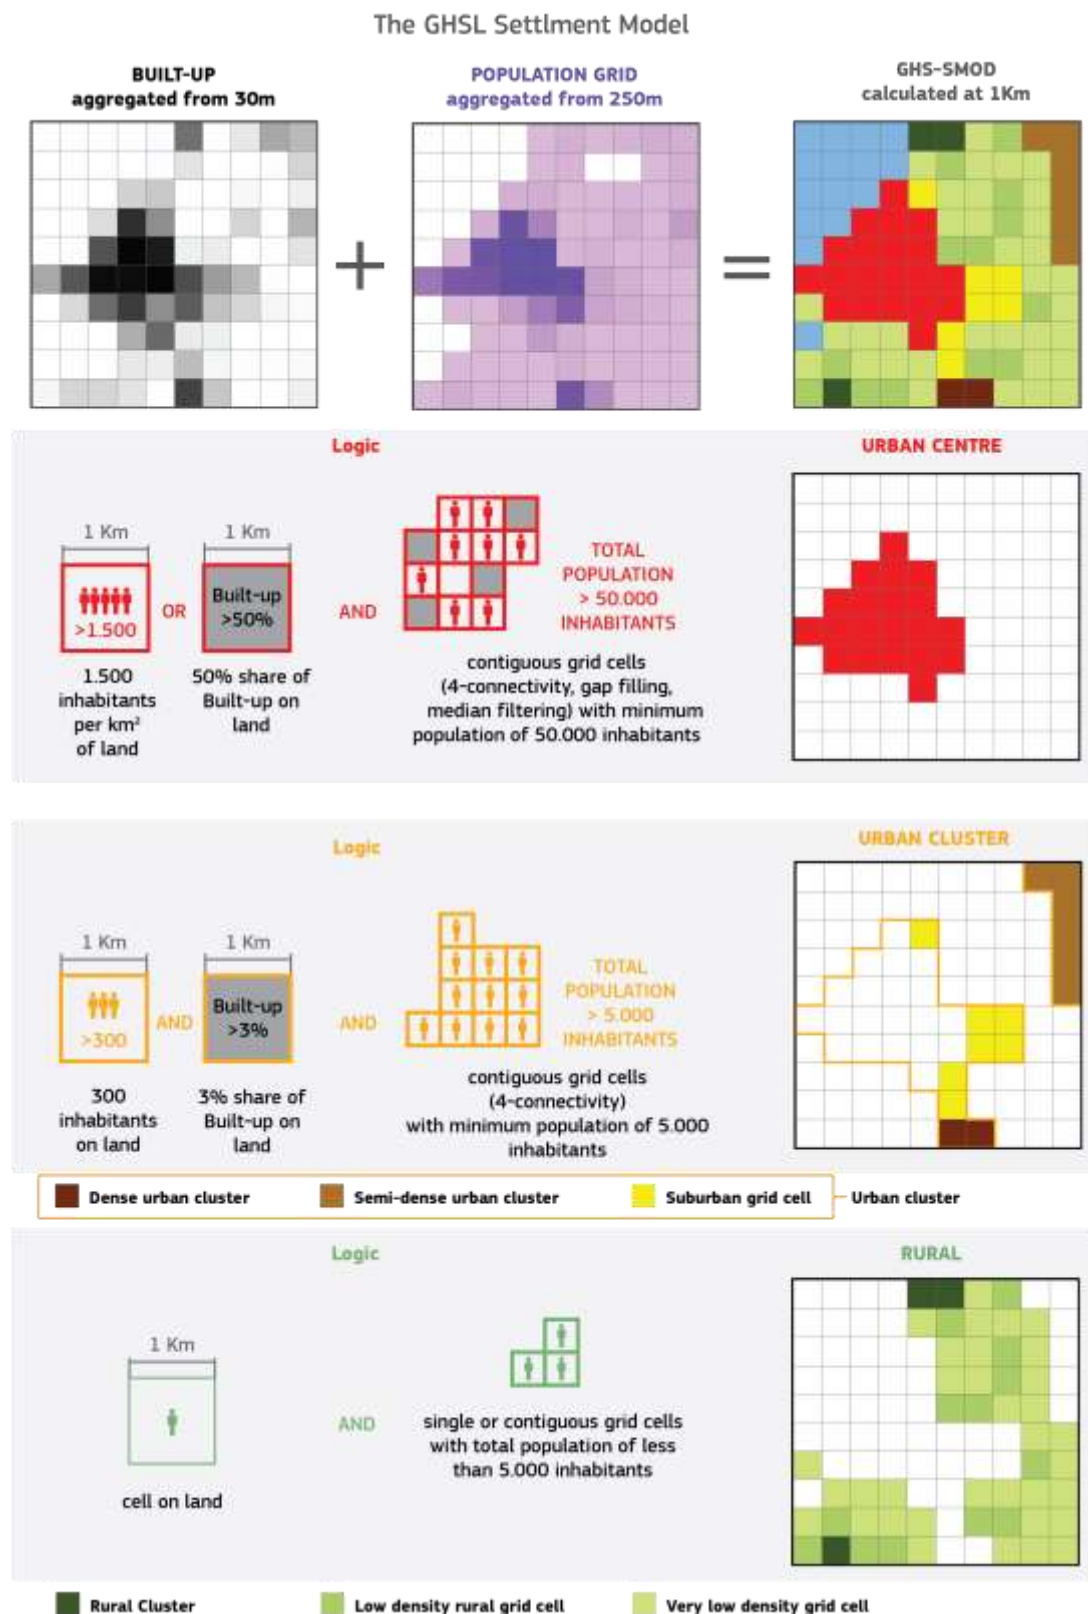 The GHSL Settlment Model
BUILT-UP
aggregated from 30m
POPULATION GRID
aggregated from 250m
GHS-SMOD
calculated at 1Km
Logic
URBAN CENTRE
1 Km
1 Km
>1.500
OR
Built-up
>50%
AND
TOTAL
POPULATION
> 50.000
INHABITANTS
1.500
inhabitants
per km²
of land
50% share of
Built-up on
land
contiguous grid cells
(4-connectivity, gap filling,
median filtering) with minimum
population of 50.000 inhabitants
Logic
URBAN CLUSTER
1 Km
1 Km
>300
AND
Built-up
>3%
AND
TOTAL
POPULATION
> 5.000
INHABITANTS
300
inhabitants
on land
3% share of
Built-up on
land
contiguous grid cells
(4-connectivity)
with minimum population of 5.000
inhabitants
Dense urban cluster
Semi-dense urban cluster
Suburban grid cell
Urban cluster
Logic
RURAL
1 Km
AND
cell on land
single or contiguous grid cells
with total population of less
than 5.000 inhabitants
Rural Cluster
Low density rural grid cell
Very low density grid cell